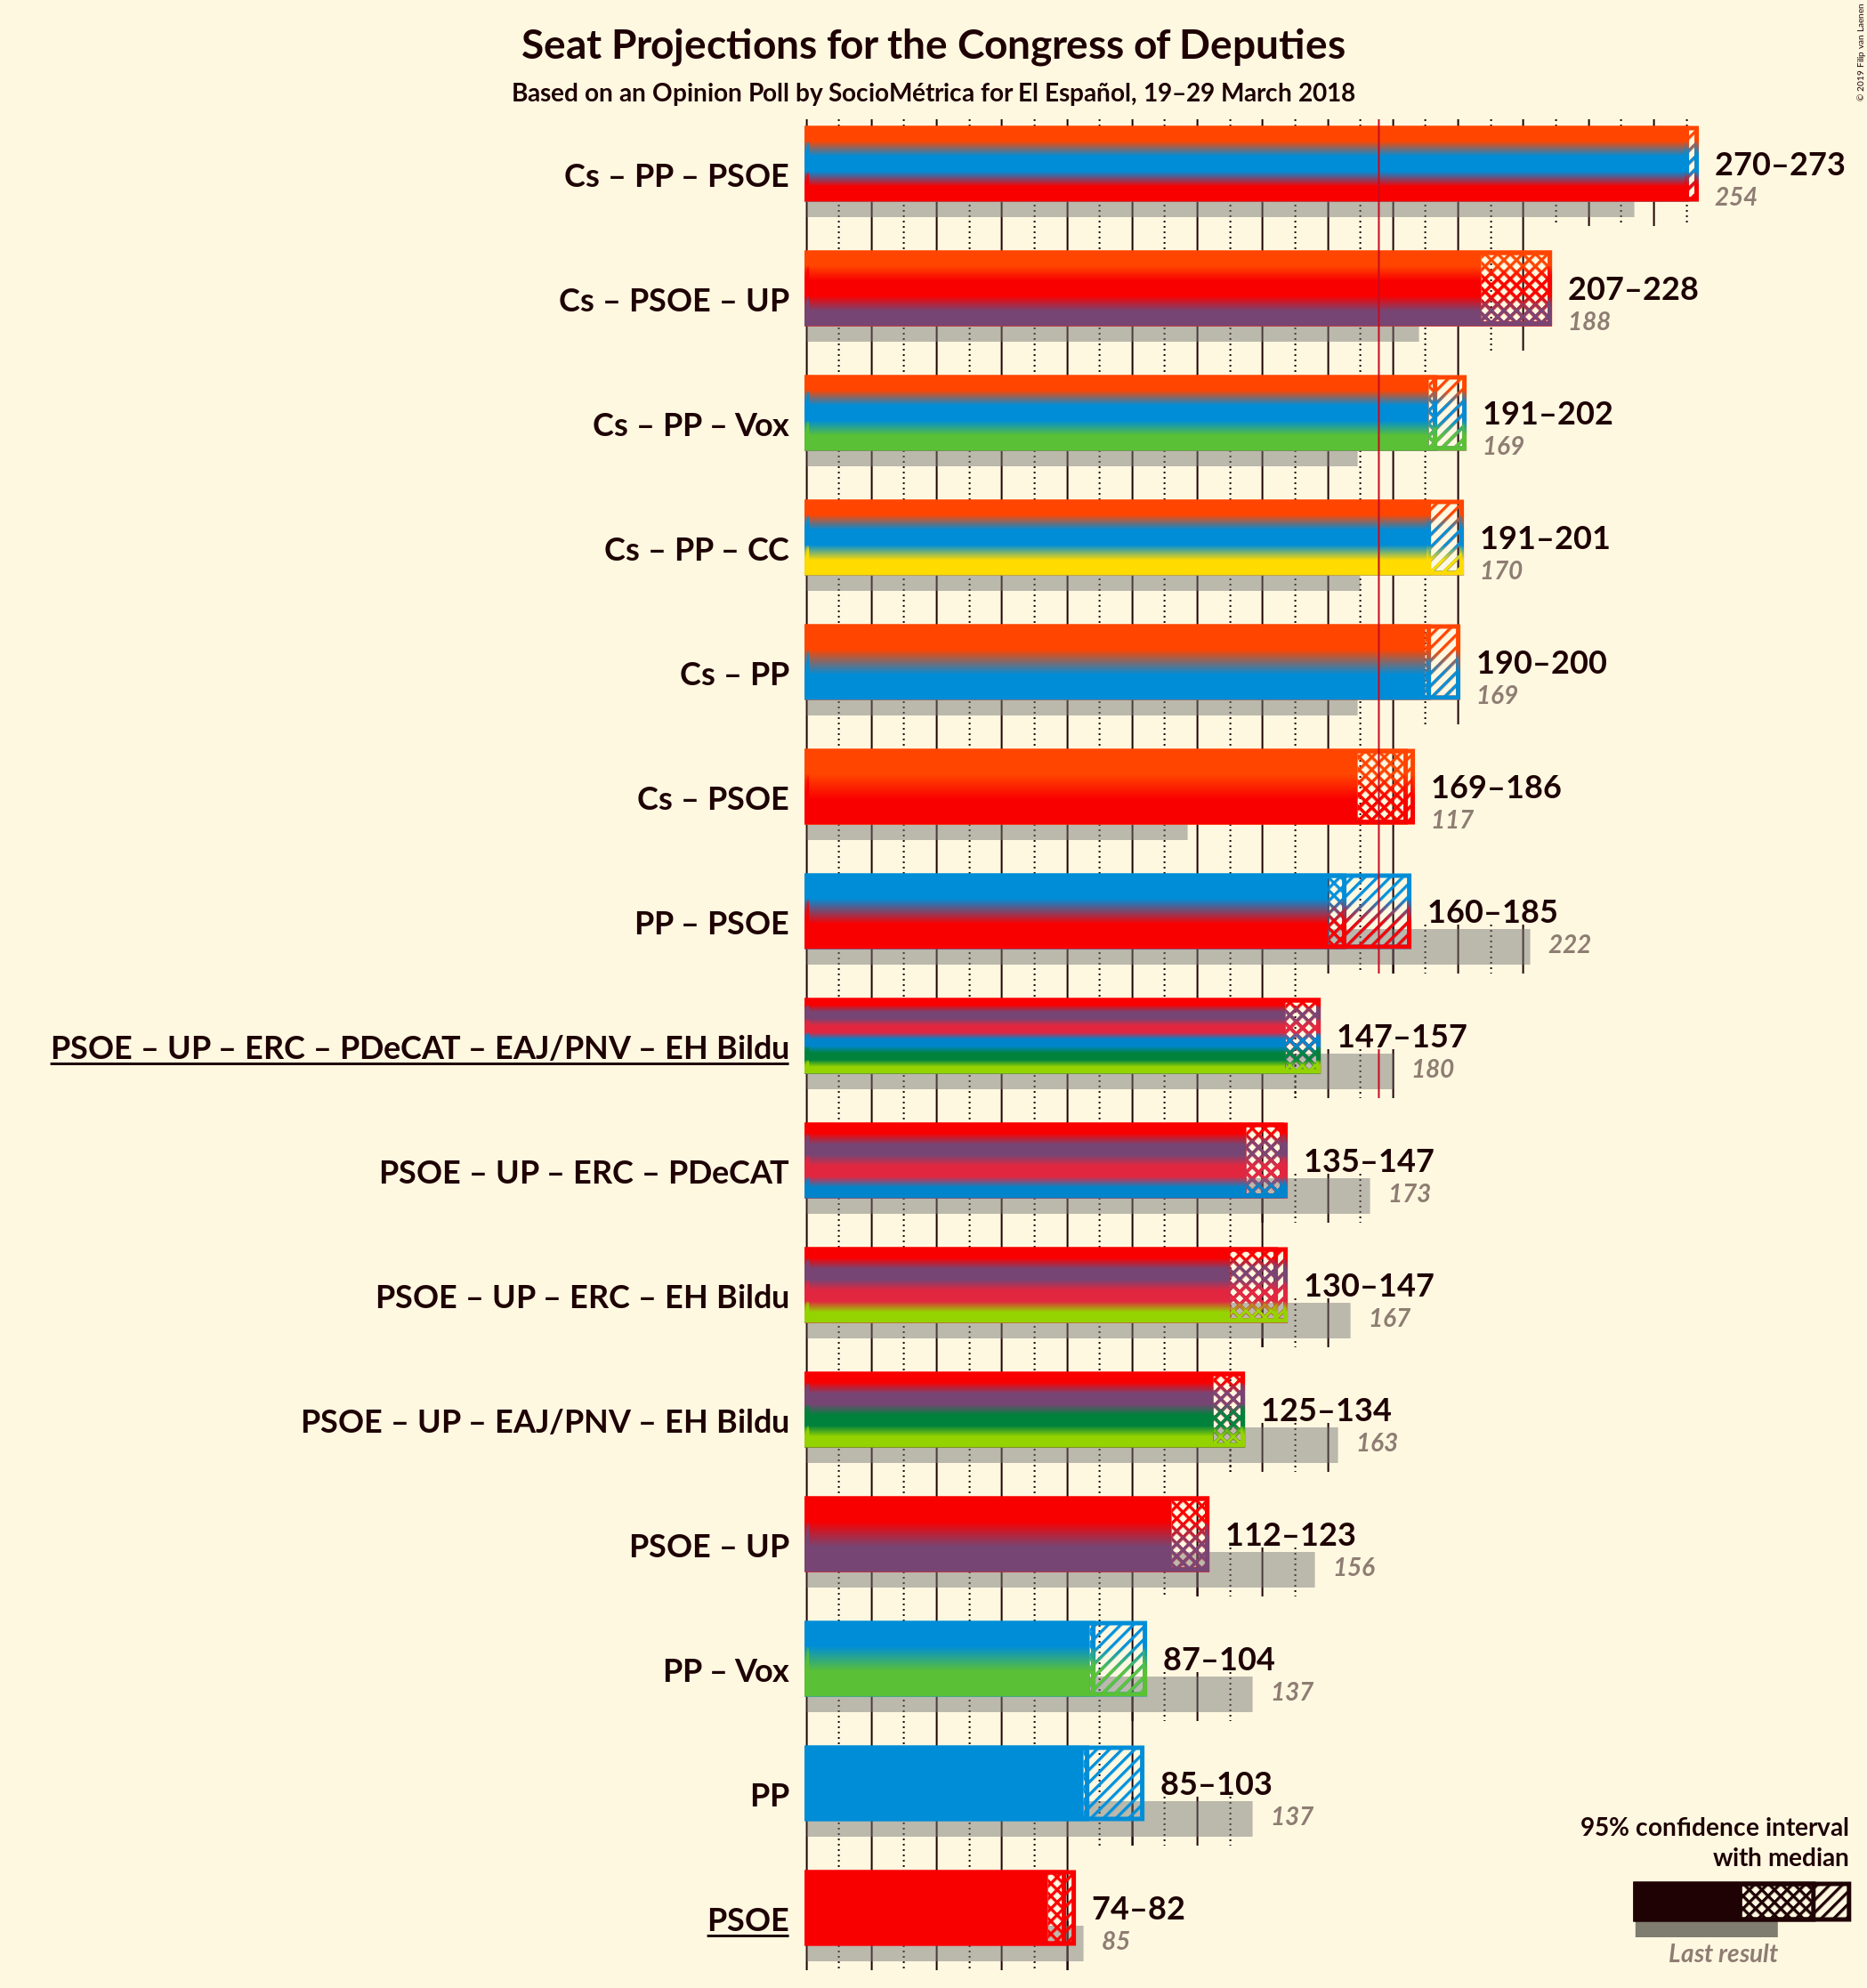 Seat Projections for the Congress of Deputies
Based on an Opinion Poll by SocioMétrica for El Español, 19–29 March 2018
© 2019 Filip van Laenen
Cs – PP – PSOE
270–273
254
Cs – PSOE – UP
207–228
188
Cs – PP – Vox
191–202
169
Cs – PP – CC
191–201
170
Cs – PP
190–200
169
Cs – PSOE
169–186
117
PP – PSOE
160–185
222
PSOE – UP – ERC – PDeCAT – EAJ/PNV – EH Bildu
147–157
180
PSOE – UP – ERC – PDeCAT
135–147
173
PSOE – UP – ERC – EH Bildu
130–147
167
PSOE – UP – EAJ/PNV – EH Bildu
125–134
163
PSOE – UP
112–123
156
PP – Vox
87–104
137
PP
85–103
137
PSOE
74–82
85
95% confidence interval
with median
Last result